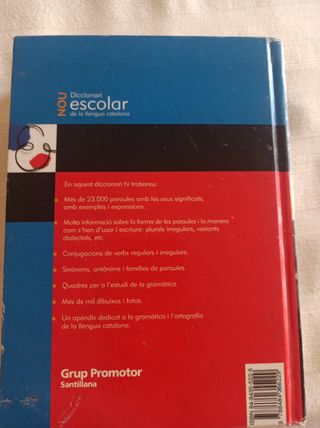 NOU
Diccionari
escolar
de la llengua catalana
En aquest diccionari hi trobareu:
Més de 23.000 paraules amb les seus significats,
amb exemples i expressions.
Molta informació sobre la forma de les paraules i la manera
com s'han d'usar i escriure: plurals irregulars, variants
dialectals, etc.
Conjugacions de verbs regulars i irregulars.
Sinònims, antònims i famílies de paraules.
Quadres per a l'estudi de la gramàtica.
Més de mil dibuixos i fotos.
Un apèndix dedicat a la gramàtica i l'ortografia
de la llengua catalana.
Grup Promotor
Santillana